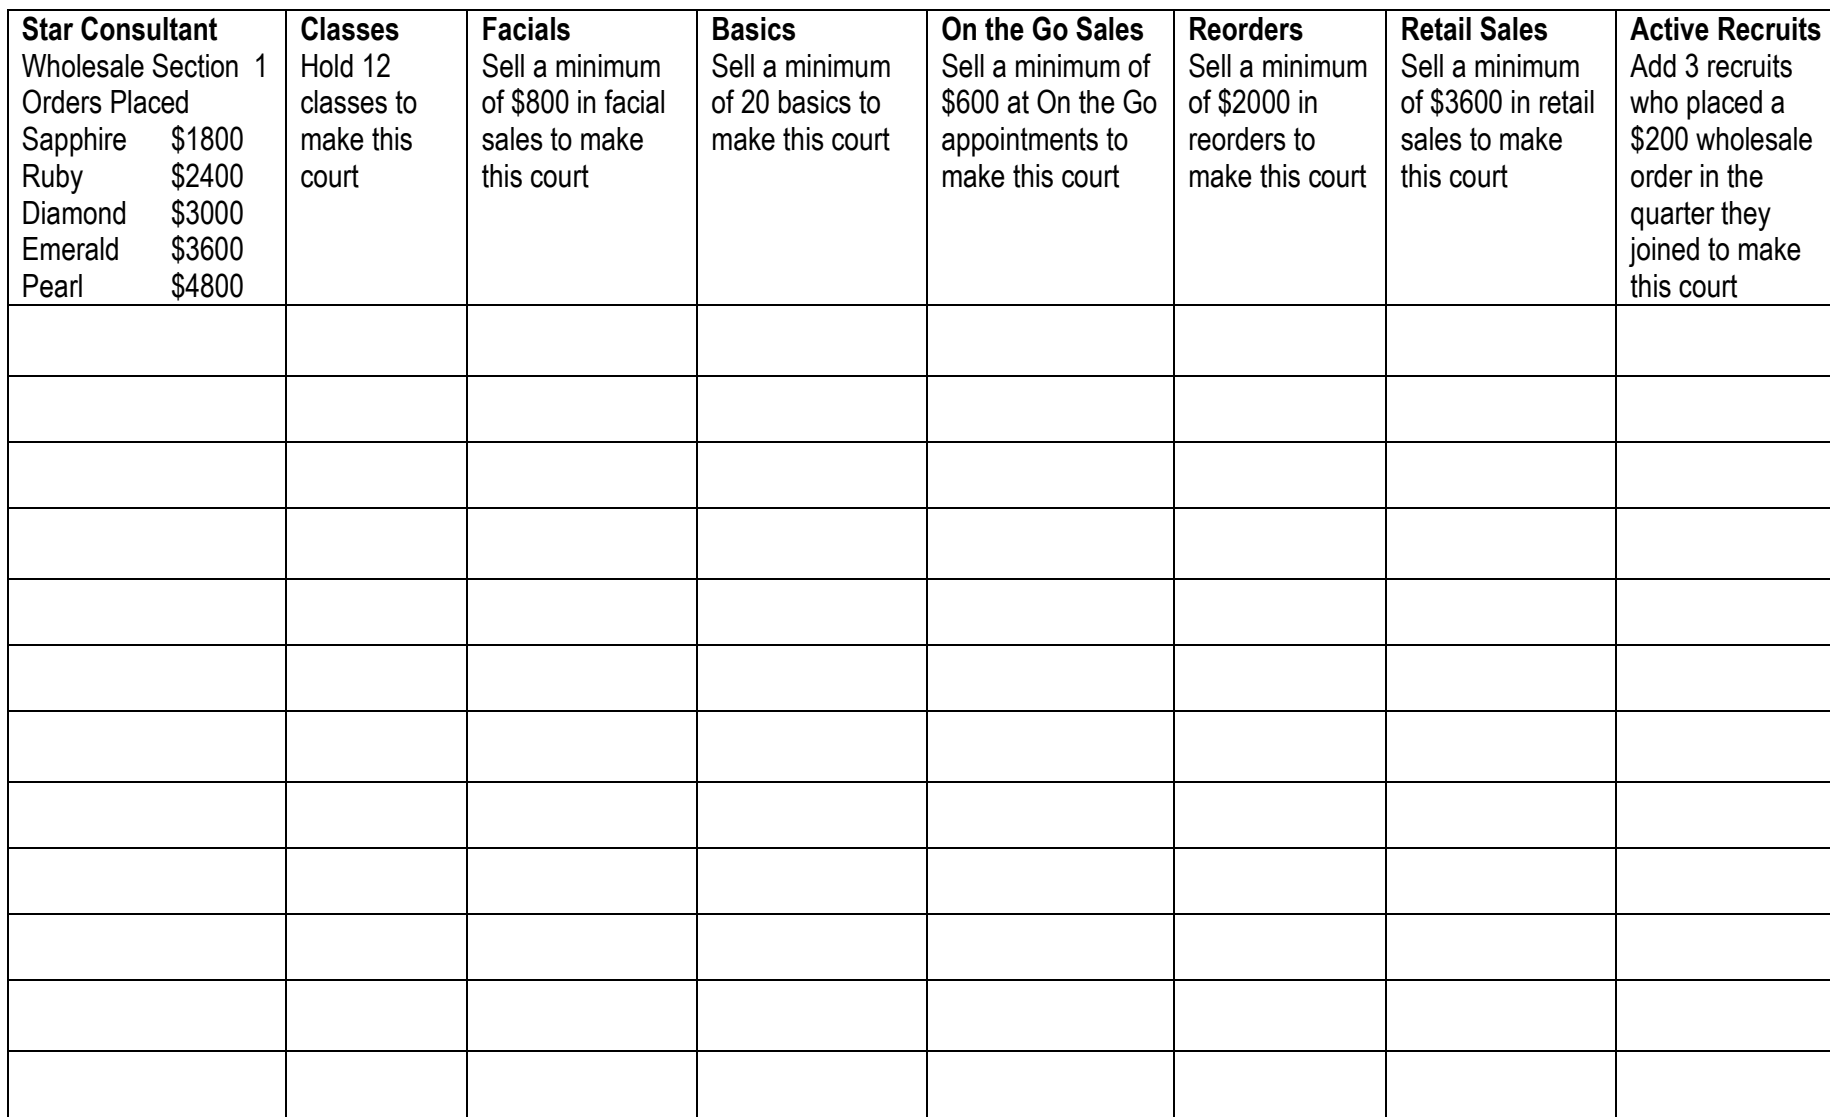 Star Consultant
Wholesale Section 1
Orders Placed
Sapphire $1800
Ruby $2400
Diamond $3000
Emerald $3600
Pearl $4800
Classes
Hold 12
classes to
make this
court
Facials
Sell a minimum
of $800 in facial
sales to make
this court
Basics
Sell a minimum
of 20 basics to
make this court
On the Go Sales
Sell a minimum of
$600 at On the Go
appointments to
make this court
Reorders
Sell a minimum
of $2000 in
reorders to
make this court
Retail Sales
Sell a minimum
of $3600 in retail
sales to make
this court
Active Recruits
Add 3 recruits
who placed a
$200 wholesale
order in the
quarter they
joined to make
this court